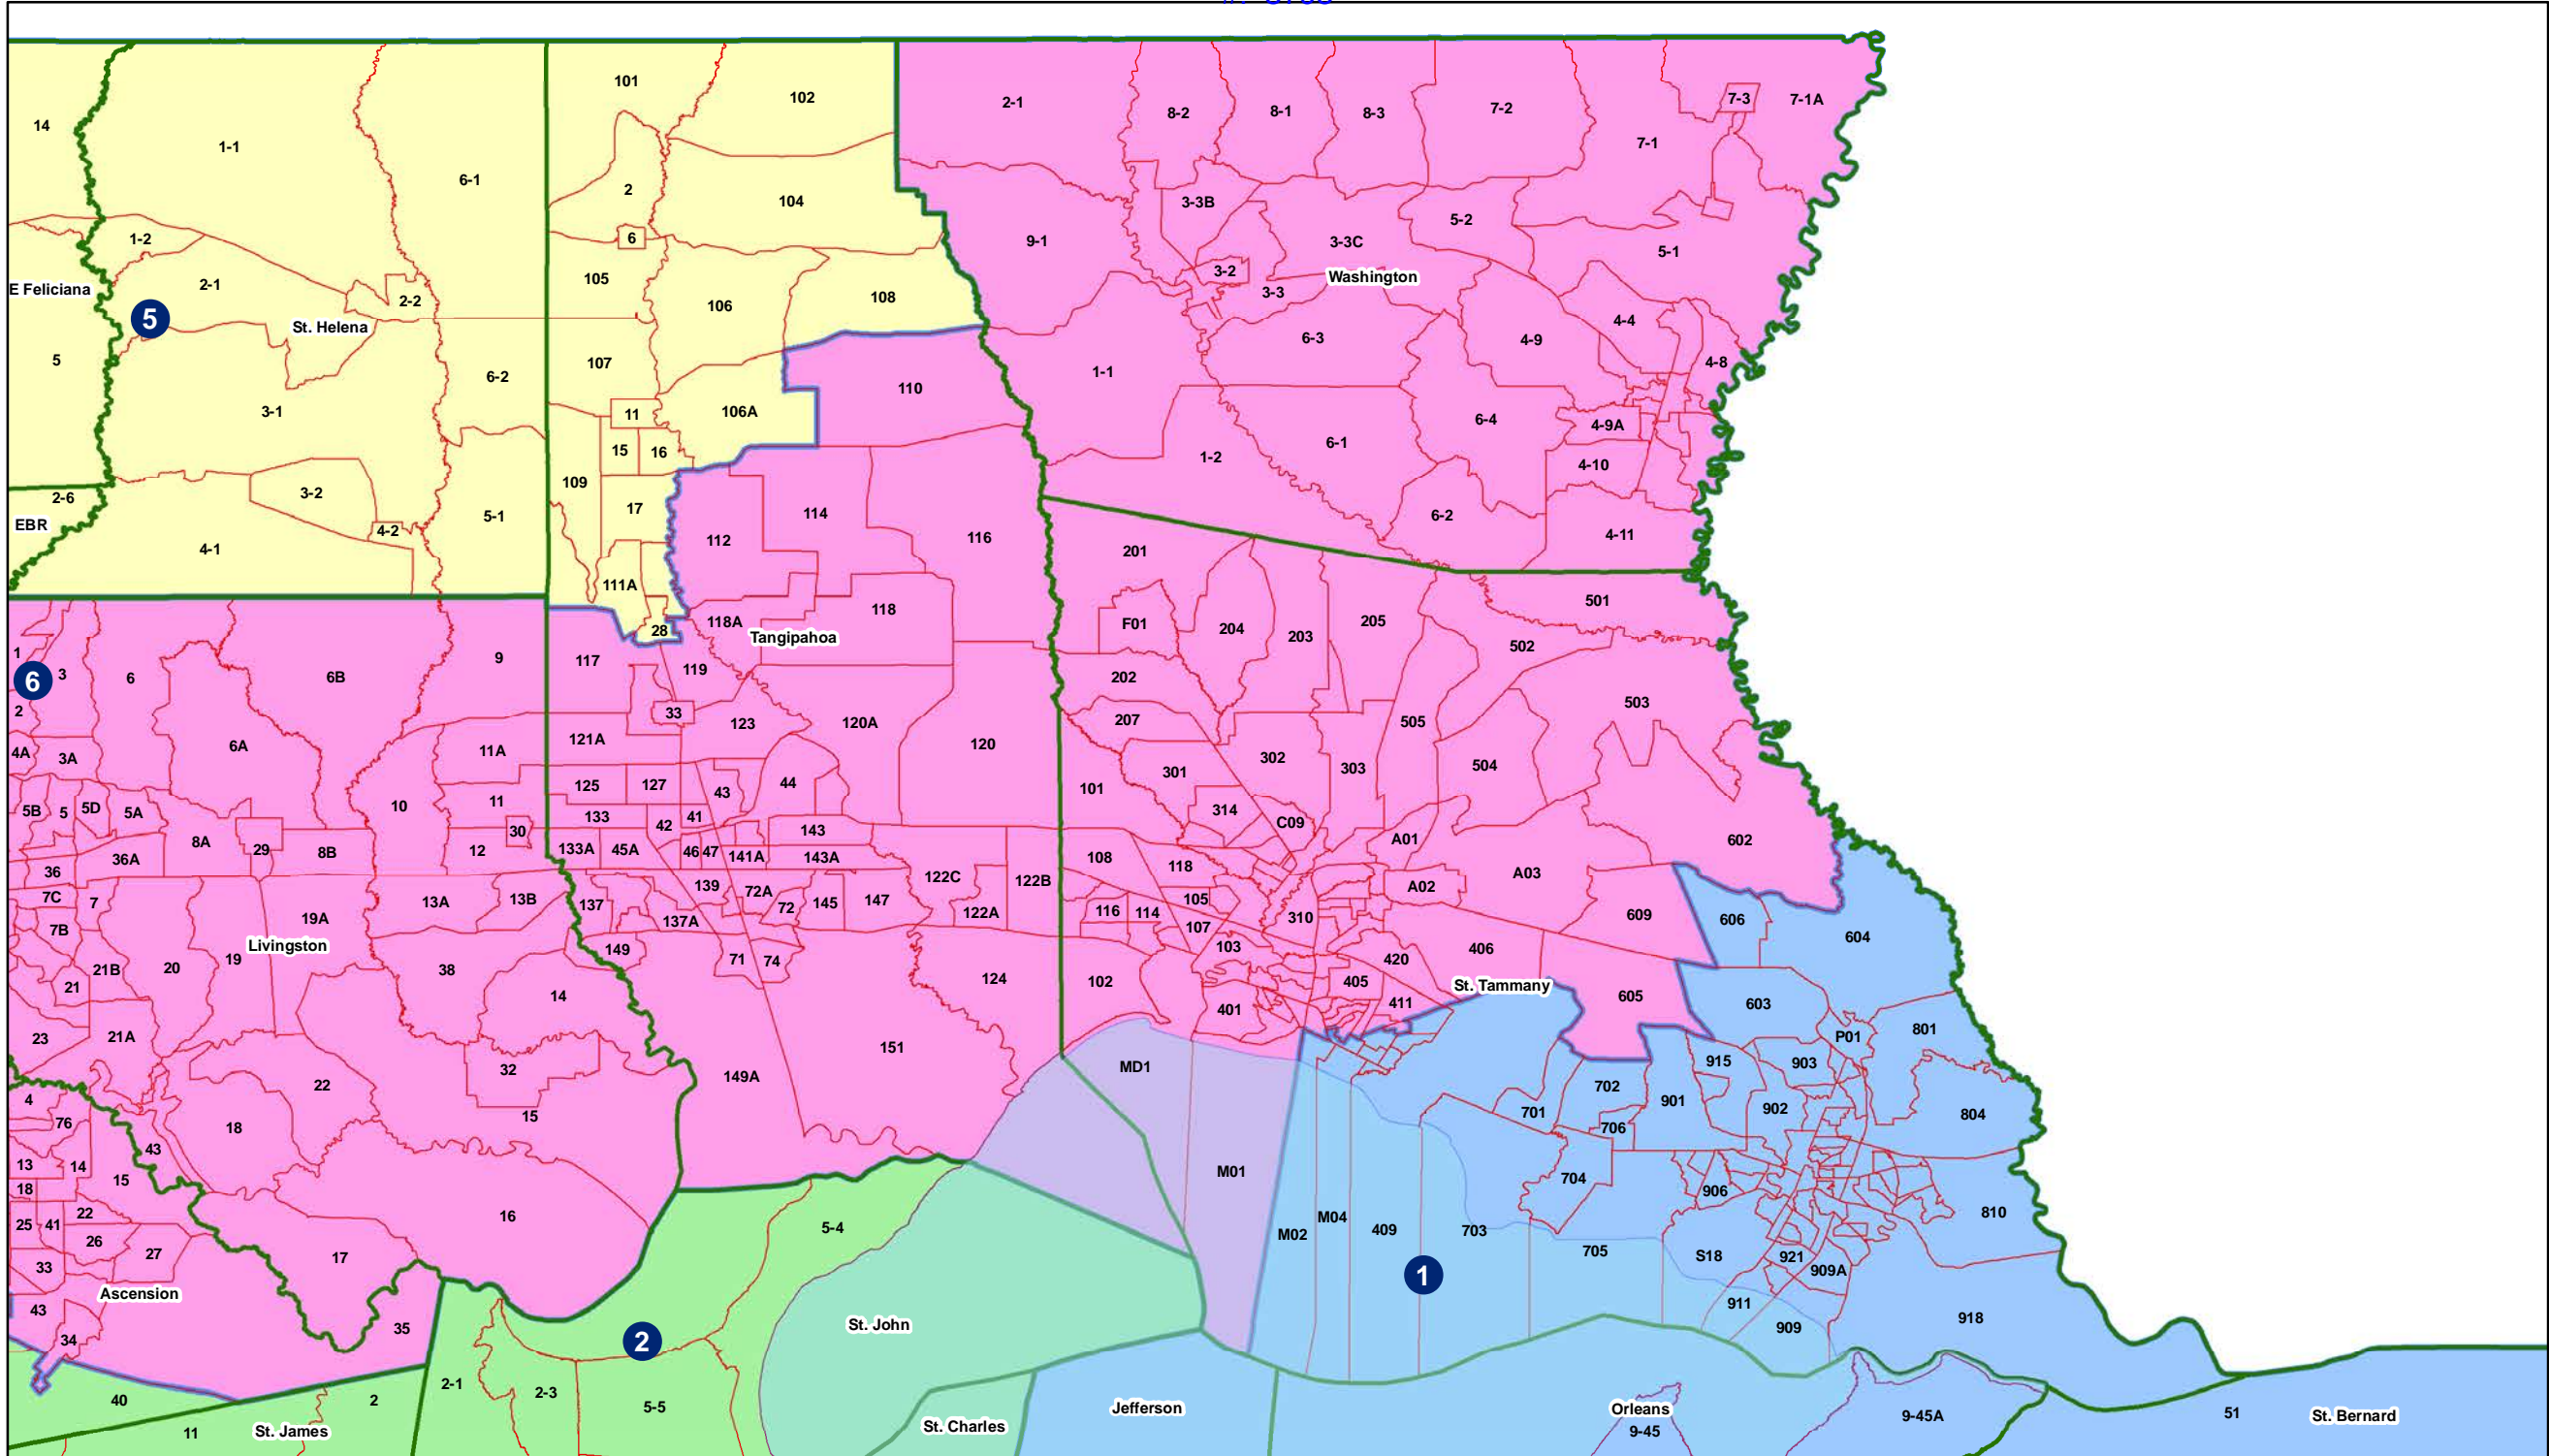 101
102
2-1
8-2
8-1
8-3
7-2
7-3
7-1A
14
1-1
6-1
2
104
3-3B
7-1
5-2
1-2
6
9-1
3-3C
5-1
E Feliciana
2-1
2-2
105
106
108
3-2
3-3
Washington
5
St. Helena
5
107
6-3
4-9
4-4
4-8
6-2
3-1
11
106A
110
1-1
6-4
4-9A
15
16
6-1
1-2
4-10
2-6
EBR
3-2
109
17
4-2
5-1
4-1
112
114
116
6-2
4-11
201
111A
28
118A
118
Tangipahoa
F01
204
203
205
501
502
1
6
3
2
6
6B
9
117
119
33
202
207
503
4A
3A
6A
11A
121A
123
120A
120
301
302
303
505
504
5B
5
5D
5A
10
11
30
125
127
43
44
101
314
C09
A01
602
133
42
41
143
36
36A
8A
29
8B
12
133A
45A
46
47
141A
143A
122C
122B
108
118
A02
A03
7C
7
7B
19A
13A
13B
137
139
72A
72
137A
145
147
122A
116
114
105
107
310
609
606
604
Livingston
21B
20
19
21
38
14
149
71
74
124
102
103
401
405
420
411
406
St. Tammany
605
603
P01
801
23
21A
22
32
15
18
149A
151
MD1
M01
702
701
706
704
901
915
903
902
804
4
76
43
13
14
15
18
25
41
22
26
27
33
16
17
5-4
M02
M04
409
703
705
906
810
S18
921
909A
911
909
918
1
Ascension
43
34
35
St. John
2
40
2
2-1
2-3
5-5
11
St. James
St. Charles
Jefferson
Orleans
9-45
9-45A
51
St. Bernard